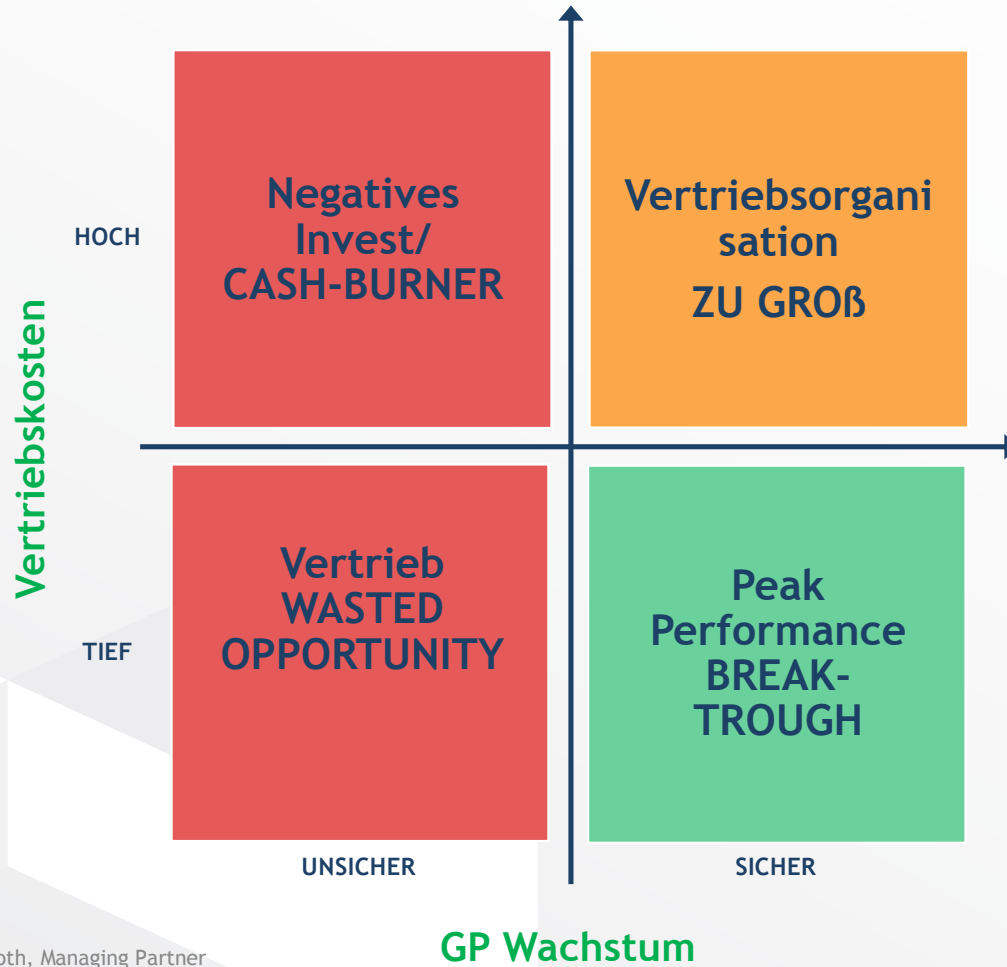 Negatives
Invest/
CASH-BURNER
Vertriebsorgani
sation
ZU GROß
HOCH
Vertriebskosten
Vertrieb
WASTED
OPPORTUNITY
Peak
Performance
BREAK-
TROUGH
TIEF
UNSICHER
SICHER
GP Wachstum
, Managing Partner